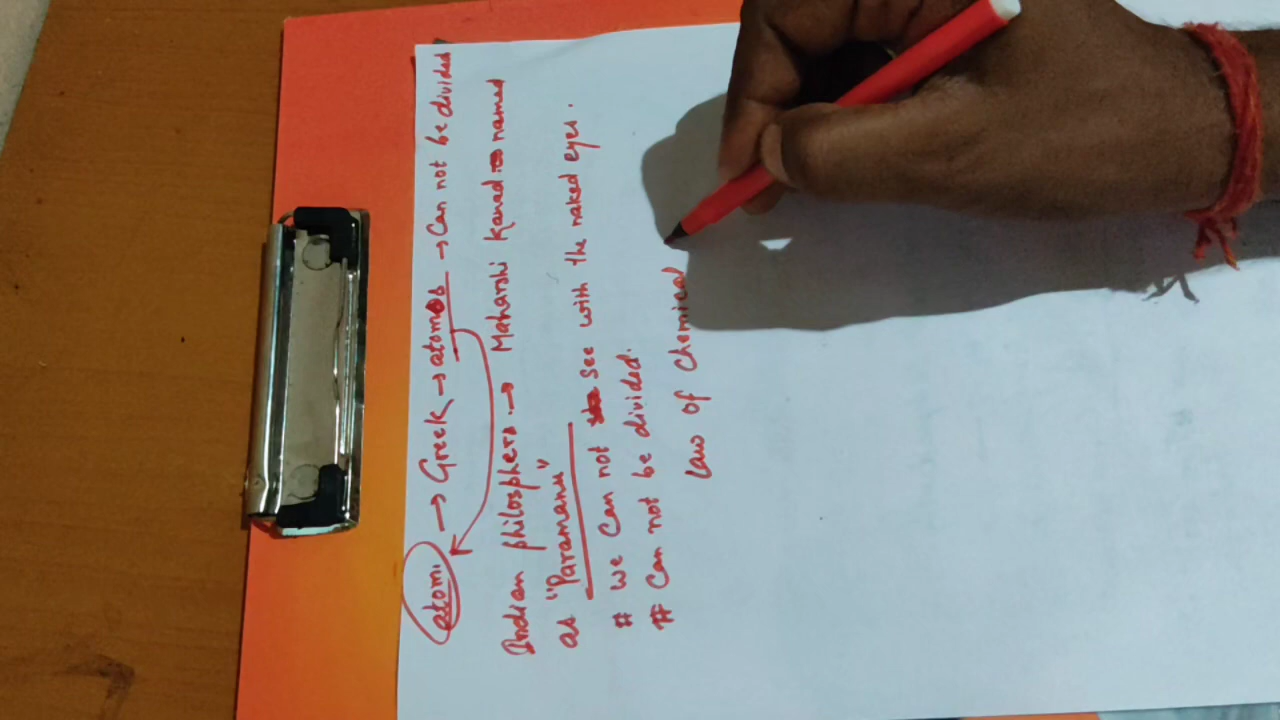 atom. → Greek → atomos → Can not be divided
Indian philosphers → Maharshi Kanad named
as "Paramanu"
# we can not see with the naked eyes.
# Can not be divided.
Law of Chemical